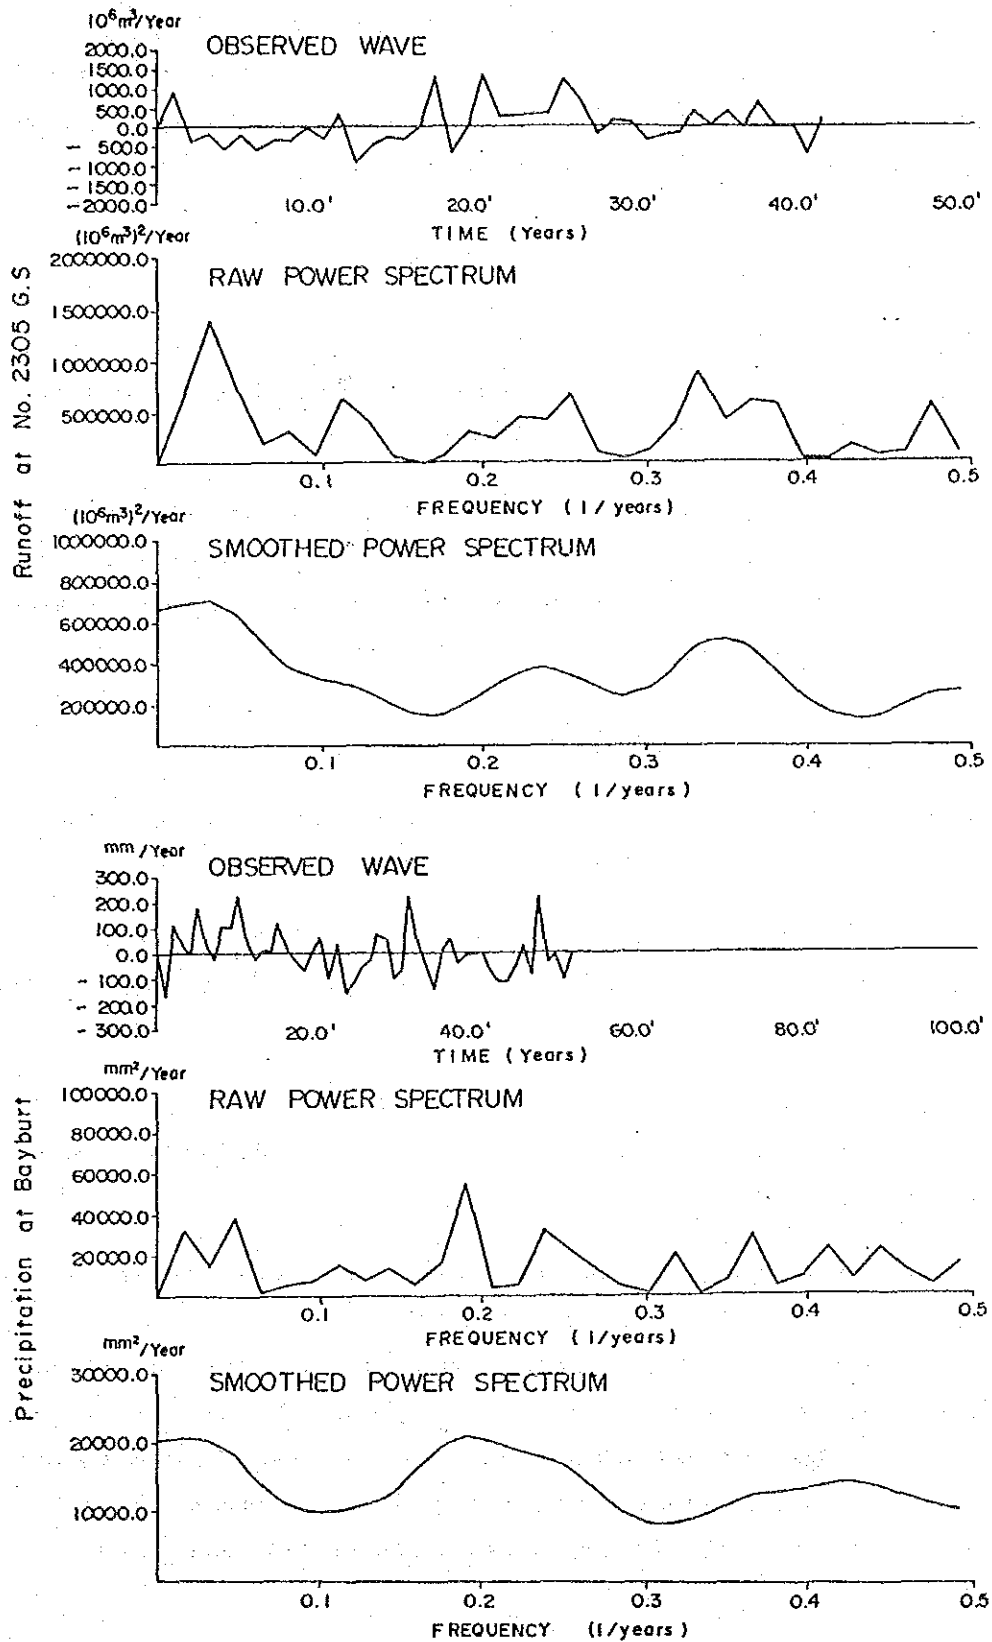 Runoff at No. 2305 G.S
10⁶m³/Year
OBSERVED WAVE
2000.0
1500.0
1000.0
500.0
0.0
- 500.0
- 1000.0
- 1500.0
- 2000.0
10.0' 20.0' 30.0' 40.0' 50.0'
TIME (Years)
(10⁶m³)²/Year
RAW POWER SPECTRUM
2000000.0
1500000.0
1000000.0
500000.0
0.1 0.2 0.3 0.4 0.5
FREQUENCY (1/years)
(10⁶m³)²/Year
SMOOTHED POWER SPECTRUM
1000000.0
800000.0
600000.0
400000.0
200000.0
0.1 0.2 0.3 0.4 0.5
FREQUENCY (1/years)
Precipitation at Bayburt
mm/Year
OBSERVED WAVE
300.0
200.0
100.0
0.0
- 100.0
- 200.0
- 300.0
20.0' 40.0' 60.0' 80.0' 100.0'
TIME (Years)
mm²/Year
RAW POWER SPECTRUM
100000.0
80000.0
60000.0
40000.0
20000.0
0.1 0.2 0.3 0.4 0.5
FREQUENCY (1/years)
mm²/Year
SMOOTHED POWER SPECTRUM
30000.0
20000.0
10000.0
0.1 0.2 0.3 0.4 0.5
FREQUENCY (1/years)